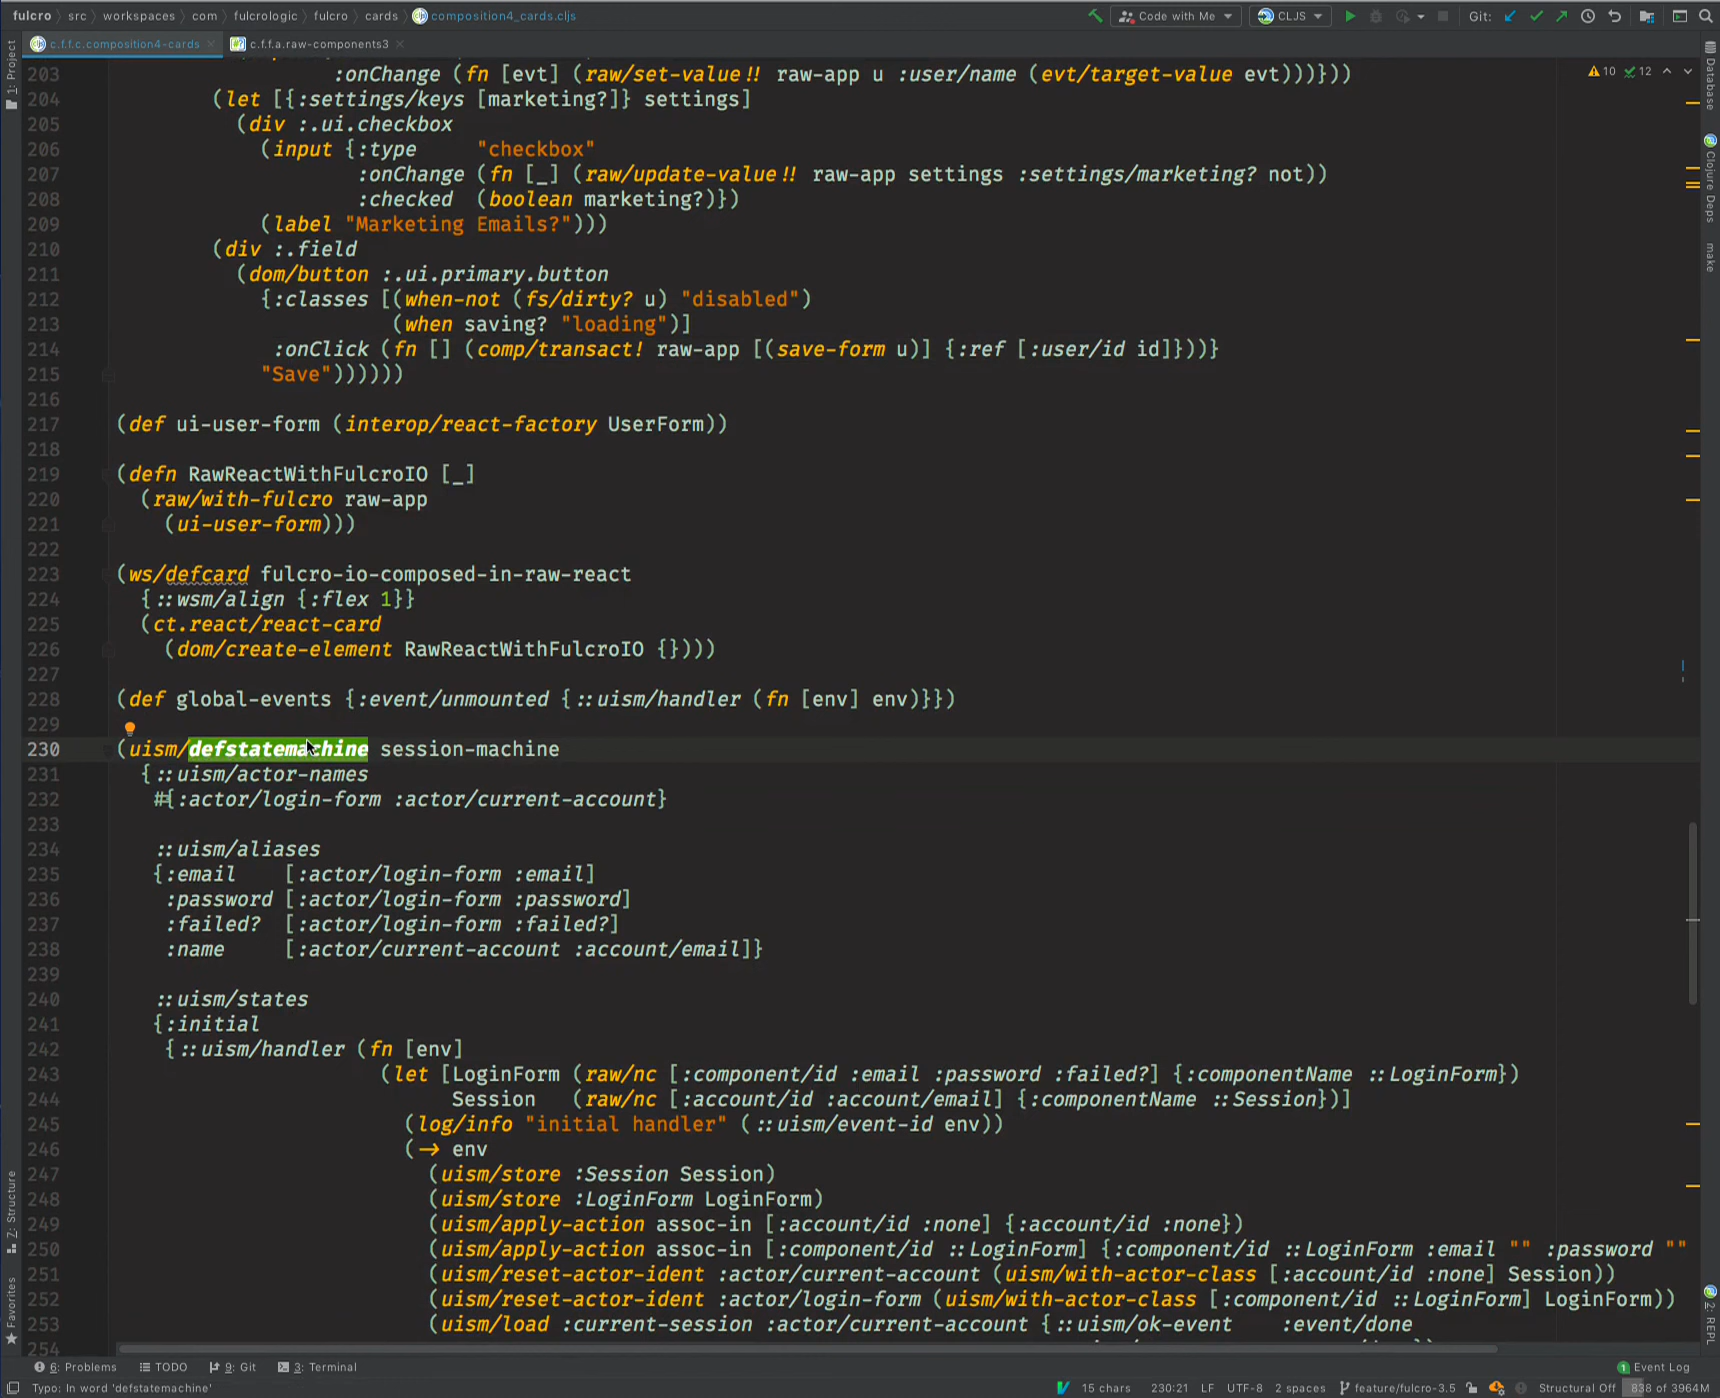 fulcro src workspaces com fulcrologic fulcro cards composition4_cards.cljs Code with Me CLJS Git:
c.f.f.c.composition4-cards c.f.f.a.raw-components3
203 :onChange (fn [evt] (raw/set-value!! raw-app u :user/name (evt/target-value evt)))}))
204 (let [{:settings/keys [marketing?]} settings]
205 (div :.ui.checkbox
206 (input {:type "checkbox"
207 :onChange (fn [_] (raw/update-value!! raw-app settings :settings/marketing? not))
208 :checked (boolean marketing?)})
209 (label "Marketing Emails?")))
210 (div :.field
211 (dom/button :.ui.primary.button
212 {:classes [(when-not (fs/dirty? u) "disabled")
213 (when saving? "loading")]
214 :onClick (fn [] (comp/transact! raw-app [(save-form u)] {:ref [:user/id id]}))}
215 "Save"))))))
216
217 (def ui-user-form (interop/react-factory UserForm))
218
219 (defn RawReactWithFulcroIO [_]
220 (raw/with-fulcro raw-app
221 (ui-user-form)))
222
223 (ws/defcard fulcro-io-composed-in-raw-react
224 {::wsm/align {:flex 1}}
225 (ct.react/react-card
226 (dom/create-element RawReactWithFulcroIO {})))
227
228 (def global-events {:event/unmounted {::uism/handler (fn [env] env)}})
229
230 (uism/defstatemachine session-machine
231 {::uism/actor-names
232 #{:actor/login-form :actor/current-account}
233
234 ::uism/aliases
235 {:email [:actor/login-form :email]
236 :password [:actor/login-form :password]
237 :failed? [:actor/login-form :failed?]
238 :name [:actor/current-account :account/email]}
239
240 ::uism/states
241 {:initial
242 {::uism/handler (fn [env]
243 (let [LoginForm (raw/nc [:component/id :email :password :failed?] {:componentName ::LoginForm})
244 Session (raw/nc [:account/id :account/email] {:componentName ::Session})]
245 (log/info "initial handler" (::uism/event-id env))
246 (-> env
247 (uism/store :Session Session)
248 (uism/store :LoginForm LoginForm)
249 (uism/apply-action assoc-in [:account/id :none] {:account/id :none})
250 (uism/apply-action assoc-in [:component/id ::LoginForm] {:component/id ::LoginForm :email "" :password ""
251 (uism/reset-actor-ident :actor/current-account (uism/with-actor-class [:account/id :none] Session))
252 (uism/reset-actor-ident :actor/login-form (uism/with-actor-class [:component/id ::LoginForm] LoginForm))
253 (uism/load :current-session :actor/current-account {::uism/ok-event :event/done
254
10 12
1: Project
Z: Structure
Favorites
Database
Clojure Deps
make
2: REPL
6: Problems TODO 9: Git 3: Terminal 1 Event Log
Typo: In word 'defstatemachine' 15 chars 230:21 LF UTF-8 2 spaces feature/fulcro-3.5 Structural Off 838 of 3964M